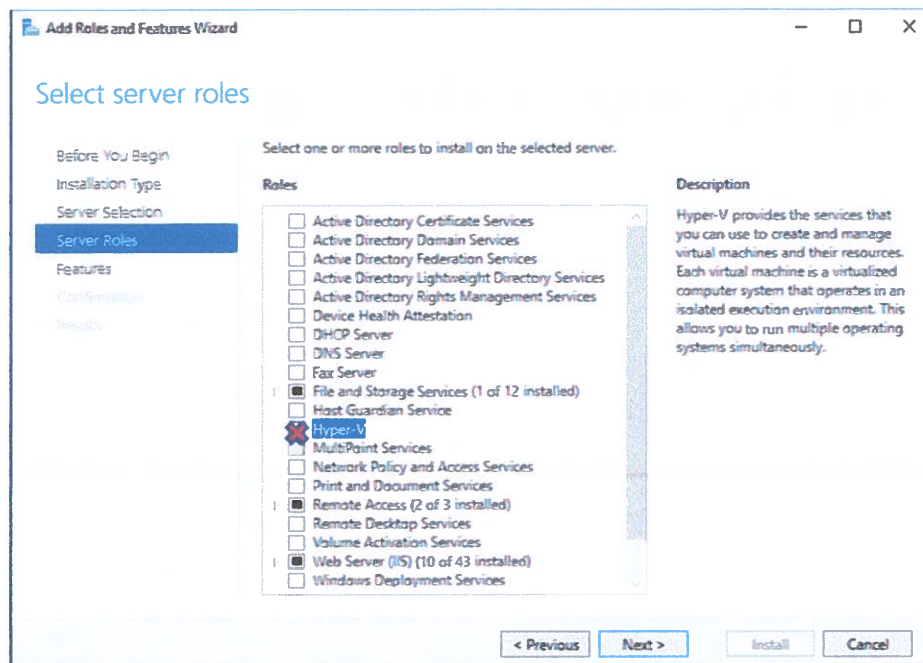 Add Roles and Features Wizard
Select server roles
Before You Begin
Installation Type
Server Selection
Server Roles
Features
Confirmation
Results
Select one or more roles to install on the selected server.
Roles
Active Directory Certificate Services
Active Directory Domain Services
Active Directory Federation Services
Active Directory Lightweight Directory Services
Active Directory Rights Management Services
Device Health Attestation
DHCP Server
DNS Server
Fax Server
File and Storage Services (1 of 12 installed)
Host Guardian Service
Hyper-V
MultiPoint Services
Network Policy and Access Services
Print and Document Services
Remote Access (2 of 3 installed)
Remote Desktop Services
Volume Activation Services
Web Server (IIS) (10 of 43 installed)
Windows Deployment Services
Description
Hyper-V provides the services that
you can use to create and manage
virtual machines and their resources.
Each virtual machine is a virtualized
computer system that operates in an
isolated execution environment. This
allows you to run multiple operating
systems simultaneously.
< Previous
Next >
Install
Cancel